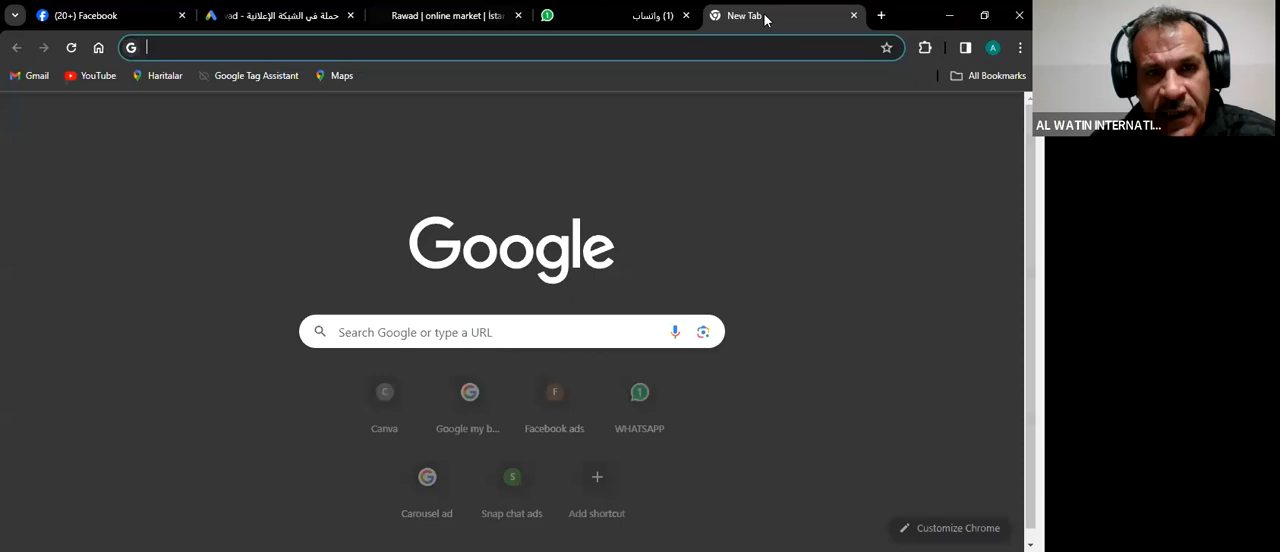 (20+) Facebook
حملة في الشبكة الإعلانية - vad
Rawad | online market | İsta
(1) واتساب
New Tab
Gmail
YouTube
Haritalar
Google Tag Assistant
Maps
All Bookmarks
A
AL WATIN INTERNATI...
Google
Search Google or type a URL
C
F
1
Canva
Google my b...
Facebook ads
WHATSAPP
S
Carousel ad
Snap chat ads
Add shortcut
Customize Chrome